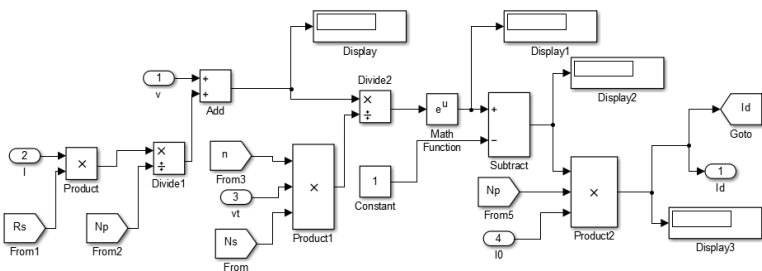 Display
Display1
Display2
1
v
+
+
Add
Divide2
×
÷
e^u
Math
Function
+
−
Subtract
Id
Goto
2
I
×
Product
×
÷
Divide1
n
From3
3
vt
×
Product1
1
Constant
Np
From5
×
Product2
1
Id
Rs
From1
Np
From2
Ns
From
4
I0
Display3